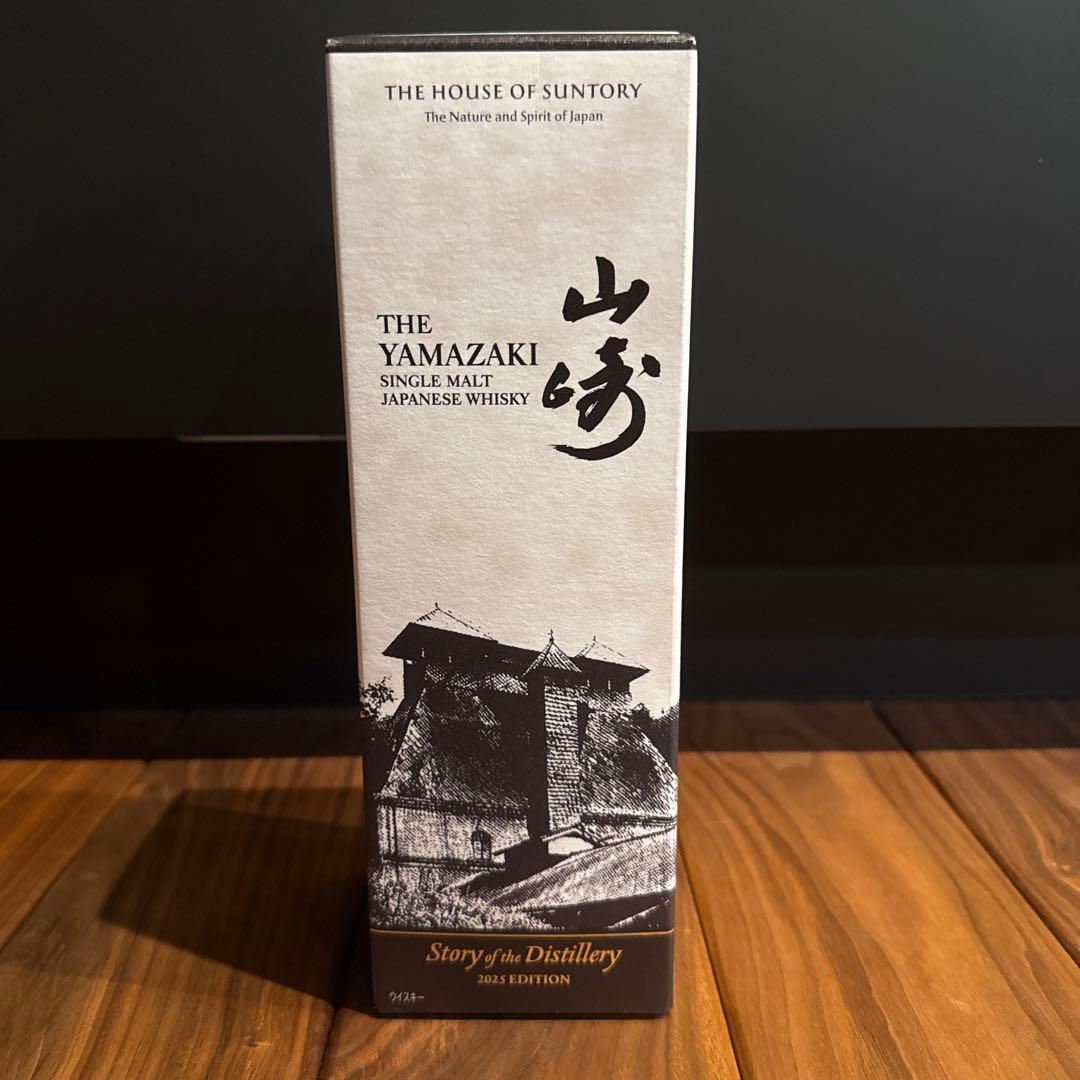 THE HOUSE OF SUNTORY
The Nature and Spirit of Japan
山崎
THE
YAMAZAKI
SINGLE MALT
JAPANESE WHISKY
Story of the Distillery
2025 EDITION
ウイスキー